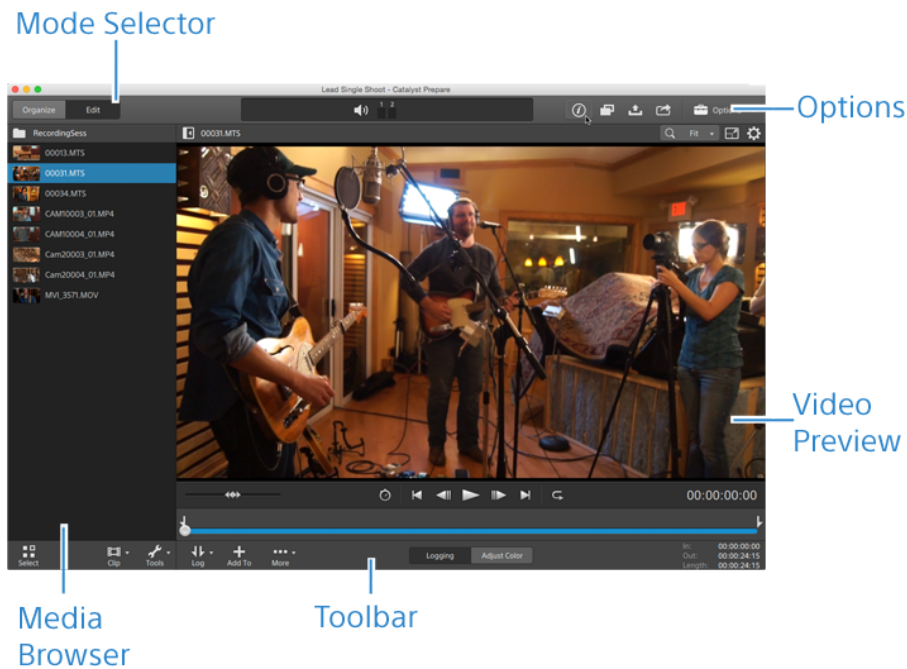 Mode Selector
Lead Single Shoot - Catalyst Prepare
Organize Edit
1 2
Options
RecordingSess
00031.MTS
Fit
00013.MTS
00031.MTS
00034.MTS
CAM10003_01.MP4
CAM10004_01.MP4
Cam20003_01.MP4
Cam20004_01.MP4
MVI_3571.MOV
Video
Preview
00:00:00:00
Select
Clip
Tools
Log
Add To
More
Logging
Adjust Color
In: 00:00:00:00
Out: 00:00:24:15
Length: 00:00:24:15
Media
Browser
Toolbar